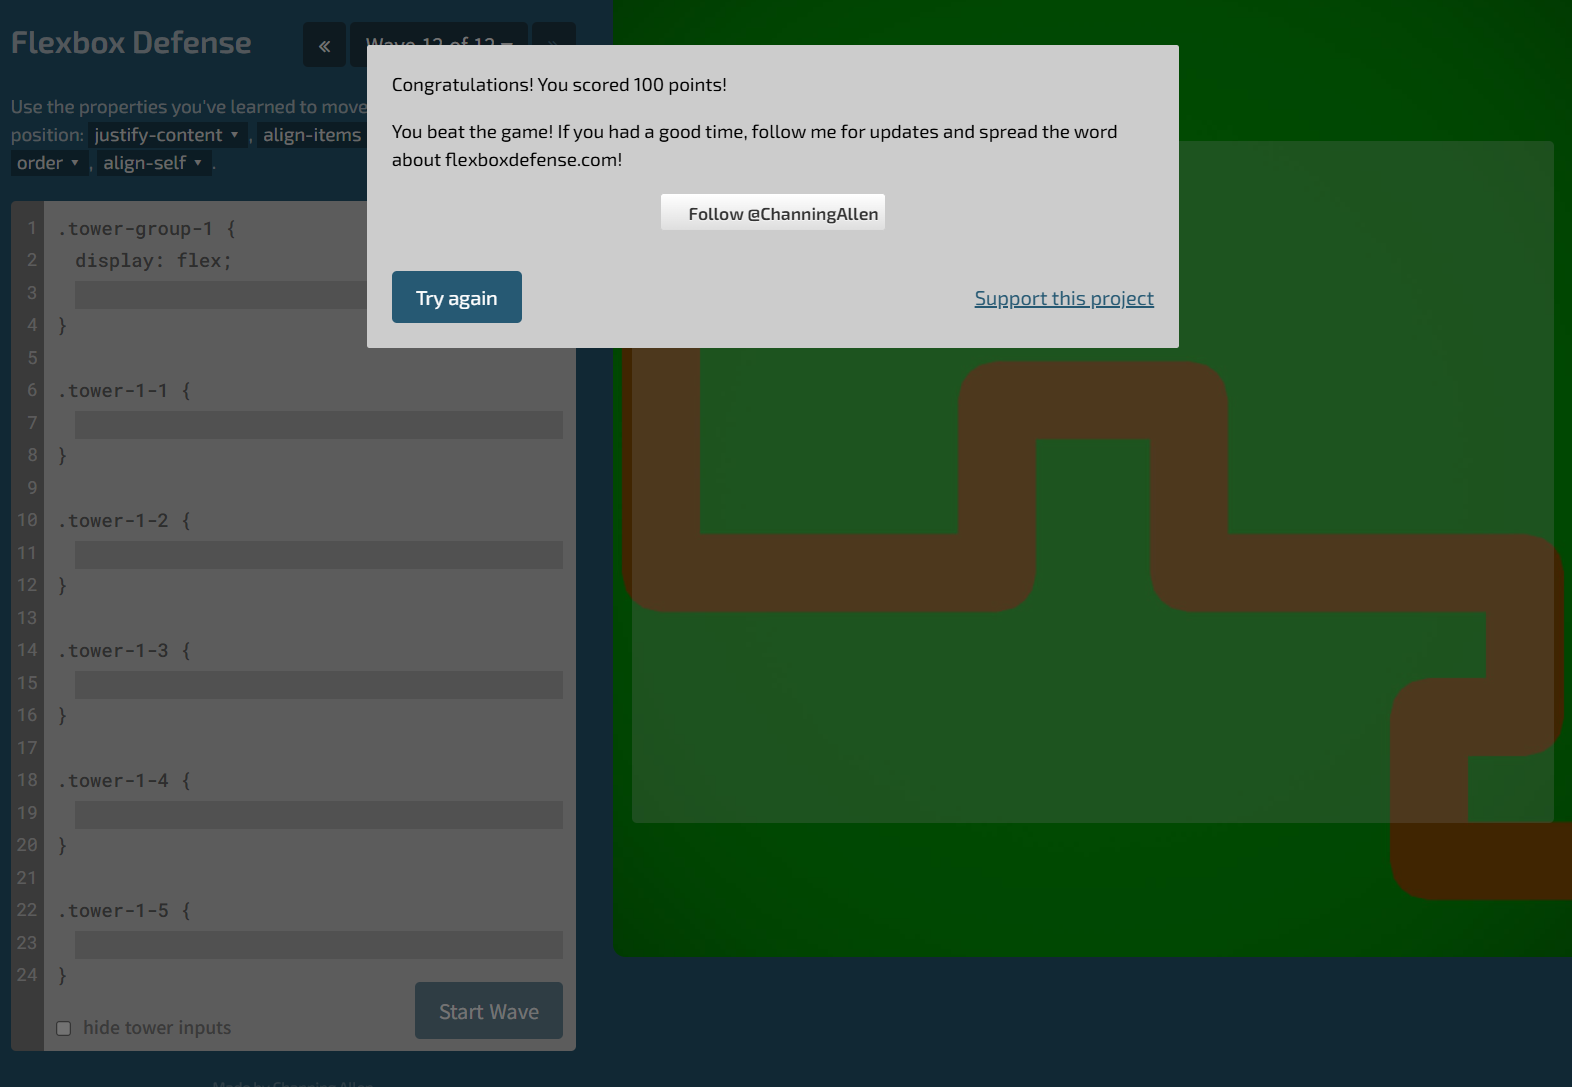 Flexbox Defense
«
Wave 12 of 12
»
Congratulations! You scored 100 points!
You beat the game! If you had a good time, follow me for updates and spread the word
about flexboxdefense.com!
Follow @ChanningAllen
Try again
Support this project
Use the properties you've learned to move
position: justify-content ▾ , align-items
order ▾ , align-self ▾ .
1 .tower-group-1 {
2 display: flex;
3
4 }
5
6 .tower-1-1 {
7
8 }
9
10 .tower-1-2 {
11
12 }
13
14 .tower-1-3 {
15
16 }
17
18 .tower-1-4 {
19
20 }
21
22 .tower-1-5 {
23
24 }
hide tower inputs
Start Wave
Made by Channing Allen